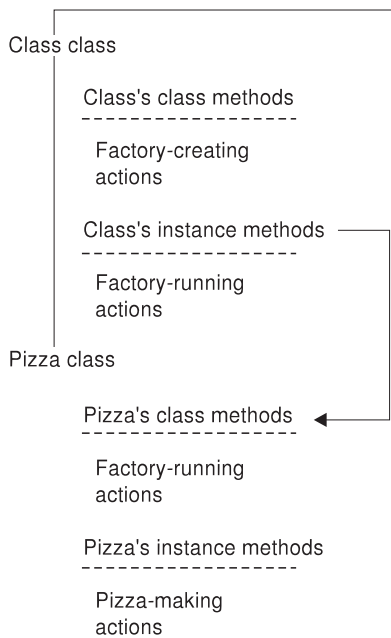 Class class
Class's class methods
Factory-creating
actions
Class's instance methods
Factory-running
actions
Pizza class
Pizza's class methods
Factory-running
actions
Pizza's instance methods
Pizza-making
actions